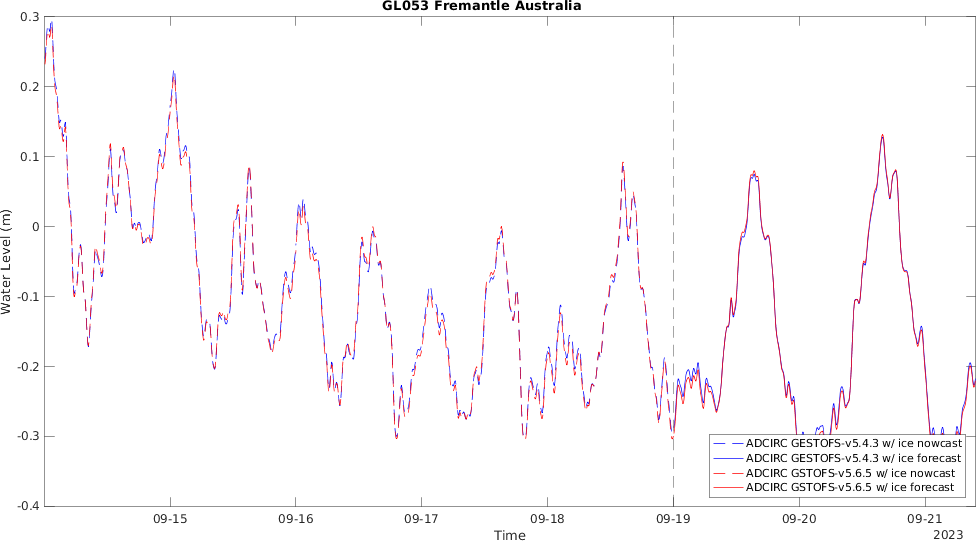 GL053 Fremantle Australia
0.3
0.2
0.1
0
-0.1
-0.2
-0.3
-0.4
Water Level (m)
ADCIRC GESTOFS-v5.4.3 w/ ice nowcast
ADCIRC GESTOFS-v5.4.3 w/ ice forecast
ADCIRC GSTOFS-v5.6.5 w/ ice nowcast
ADCIRC GSTOFS-v5.6.5 w/ ice forecast
09-15 09-16 09-17 09-18 09-19 09-20 09-21
Time
2023